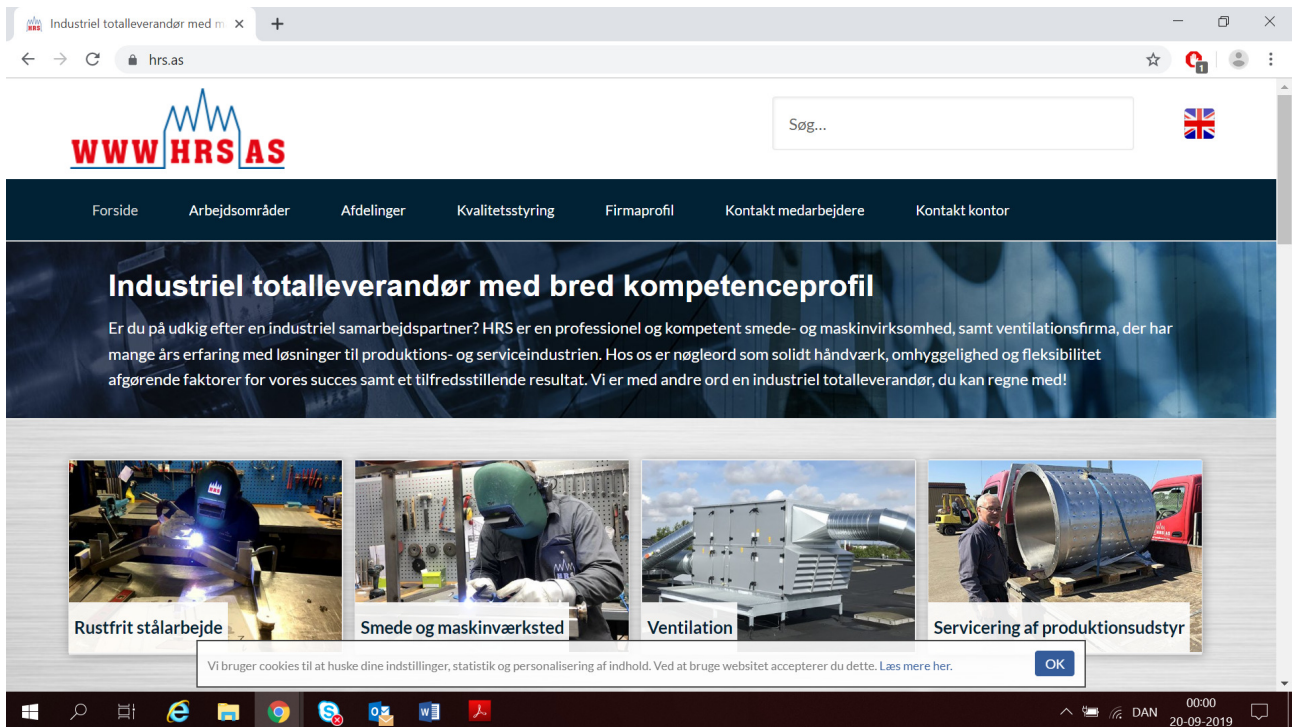 Industriel totalleverandør med m
hrs.as
1
WWW HRS AS
Søg...
Forside Arbejdsområder Afdelinger Kvalitetsstyring Firmaprofil Kontakt medarbejdere Kontakt kontor
Industriel totalleverandør med bred kompetenceprofil
Er du på udkig efter en industriel samarbejdspartner? HRS er en professionel og kompetent smede- og maskinvirksomhed, samt ventilationsfirma, der har
mange års erfaring med løsninger til produktions- og serviceindustrien. Hos os er nøgleord som solidt håndværk, omhyggelighed og fleksibilitet
afgørende faktorer for vores succes samt et tilfredsstillende resultat. Vi er med andre ord en industriel totalleverandør, du kan regne med!
Rustfrit stålarbejde
Smede og maskinværksted
Ventilation
Servicering af produktionsudstyr
Vi bruger cookies til at huske dine indstillinger, statistik og personalisering af indhold. Ved at bruge websitet accepterer du dette. Læs mere her.
OK
DAN
00:00
20-09-2019